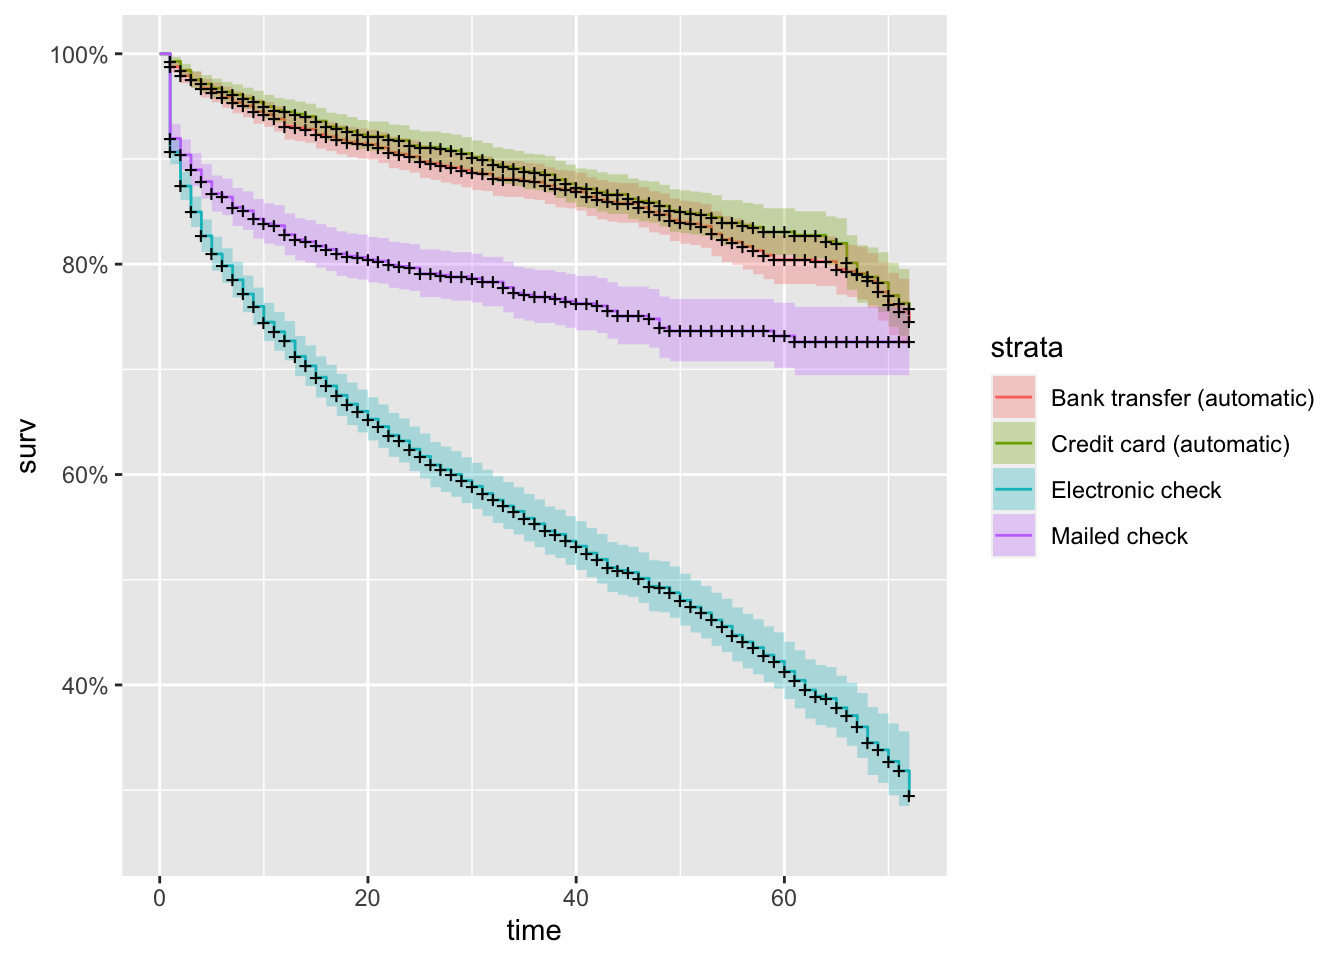 100%
80%
60%
40%
surv
0 20 40 60
time
strata
Bank transfer (automatic)
Credit card (automatic)
Electronic check
Mailed check